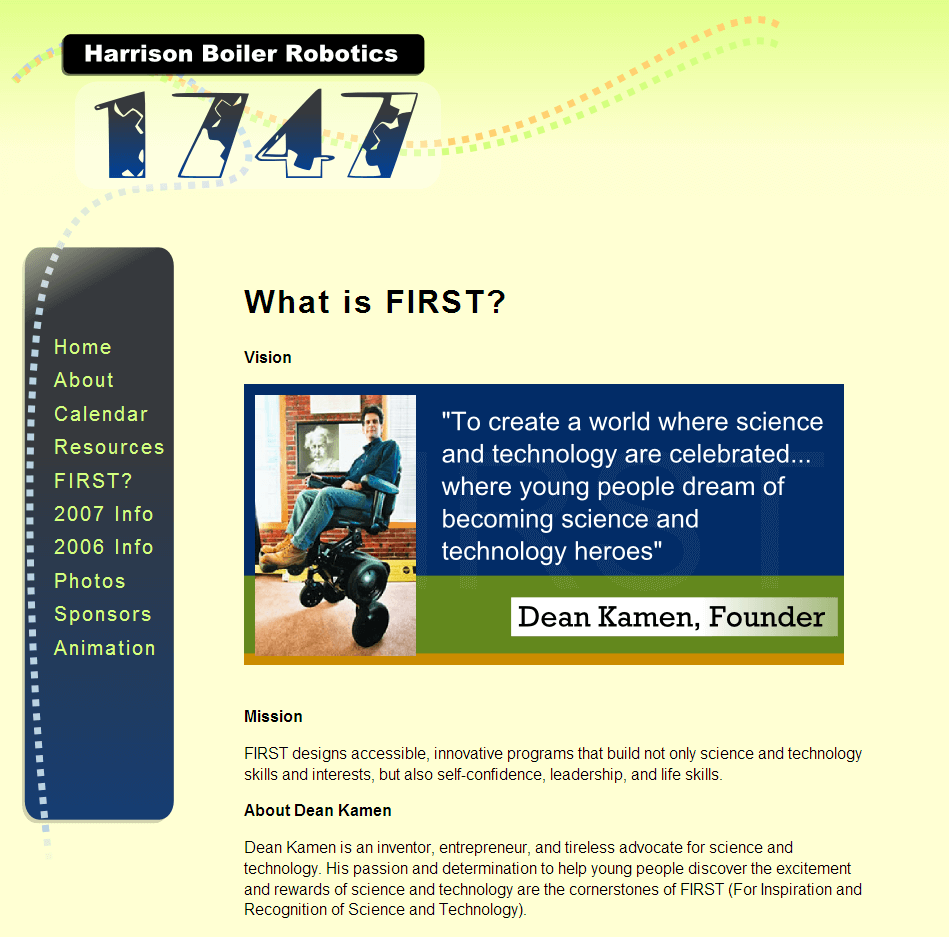 Harrison Boiler Robotics
1747
Home
About
Calendar
Resources
FIRST?
2007 Info
2006 Info
Photos
Sponsors
Animation
What is FIRST?
Vision
"To create a world where science
and technology are celebrated...
where young people dream of
becoming science and
technology heroes"
FIRST
Dean Kamen, Founder
Mission
FIRST designs accessible, innovative programs that build not only science and technology
skills and interests, but also self-confidence, leadership, and life skills.
About Dean Kamen
Dean Kamen is an inventor, entrepreneur, and tireless advocate for science and
technology. His passion and determination to help young people discover the excitement
and rewards of science and technology are the cornerstones of FIRST (For Inspiration and
Recognition of Science and Technology).